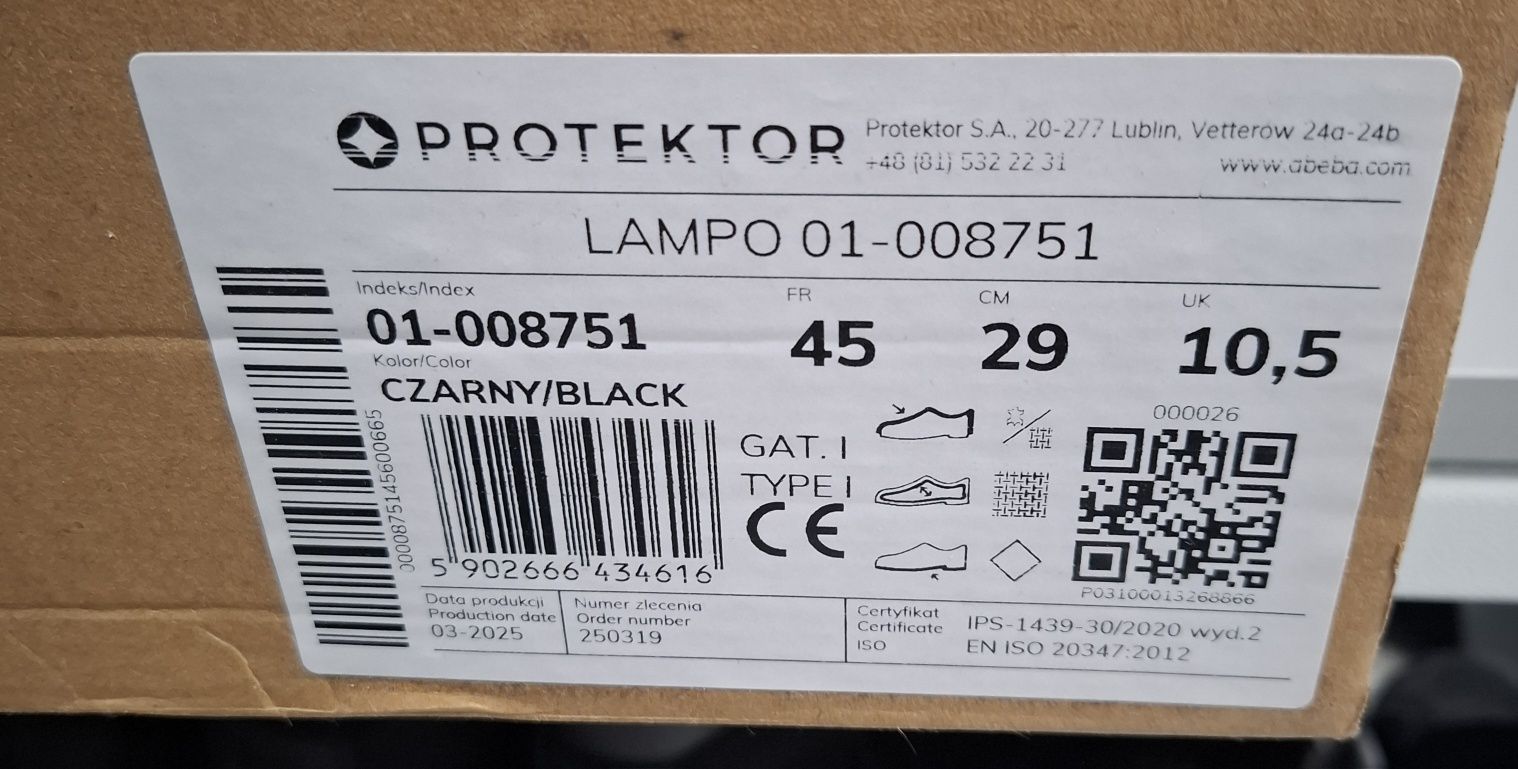 PROTEKTOR
Protektor S.A., 20-277 Lublin, Vetterów 24a-24b
+48 (81) 532 22 31
www.abeba.com
LAMPO 01-008751
Indeks/Index
01-008751
Kolor/Color
CZARNY/BLACK
FR
45
CM
29
UK
10,5
0000875145600665
5 902666 434616
GAT. I
TYPE I
CE
000026
P03100013268866
Data produkcji
Production date
03-2025
Numer zlecenia
Order number
250319
Certyfikat
Certificate
ISO
IPS-1439-30/2020 wyd.2
EN ISO 20347:2012